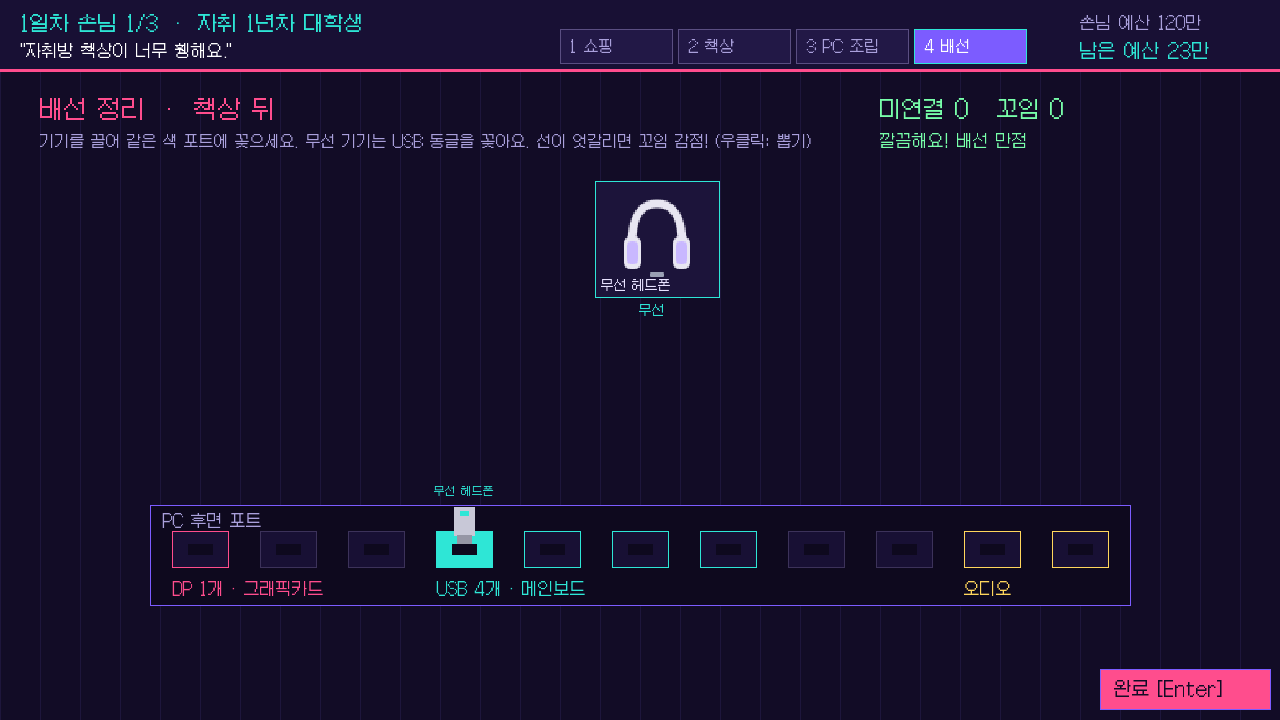 1일차 손님 1/3 · 자취 1년차 대학생
"자취방 책상이 너무 휑해요."
1 쇼핑
2 책상
3 PC 조립
4 배선
손님 예산 120만
남은 예산 23만
배선 정리 · 책상 뒤
기기를 끌어 같은 색 포트에 꽂으세요. 무선 기기는 USB 동글을 꽂아요. 선이 엇갈리면 꼬임 감점! (우클릭: 뽑기)
미연결 0 꼬임 0
깔끔해요! 배선 만점
무선 헤드폰
무선
무선 헤드폰
PC 후면 포트
DP 1개 · 그래픽카드
USB 4개 · 메인보드
오디오
완료 [Enter]